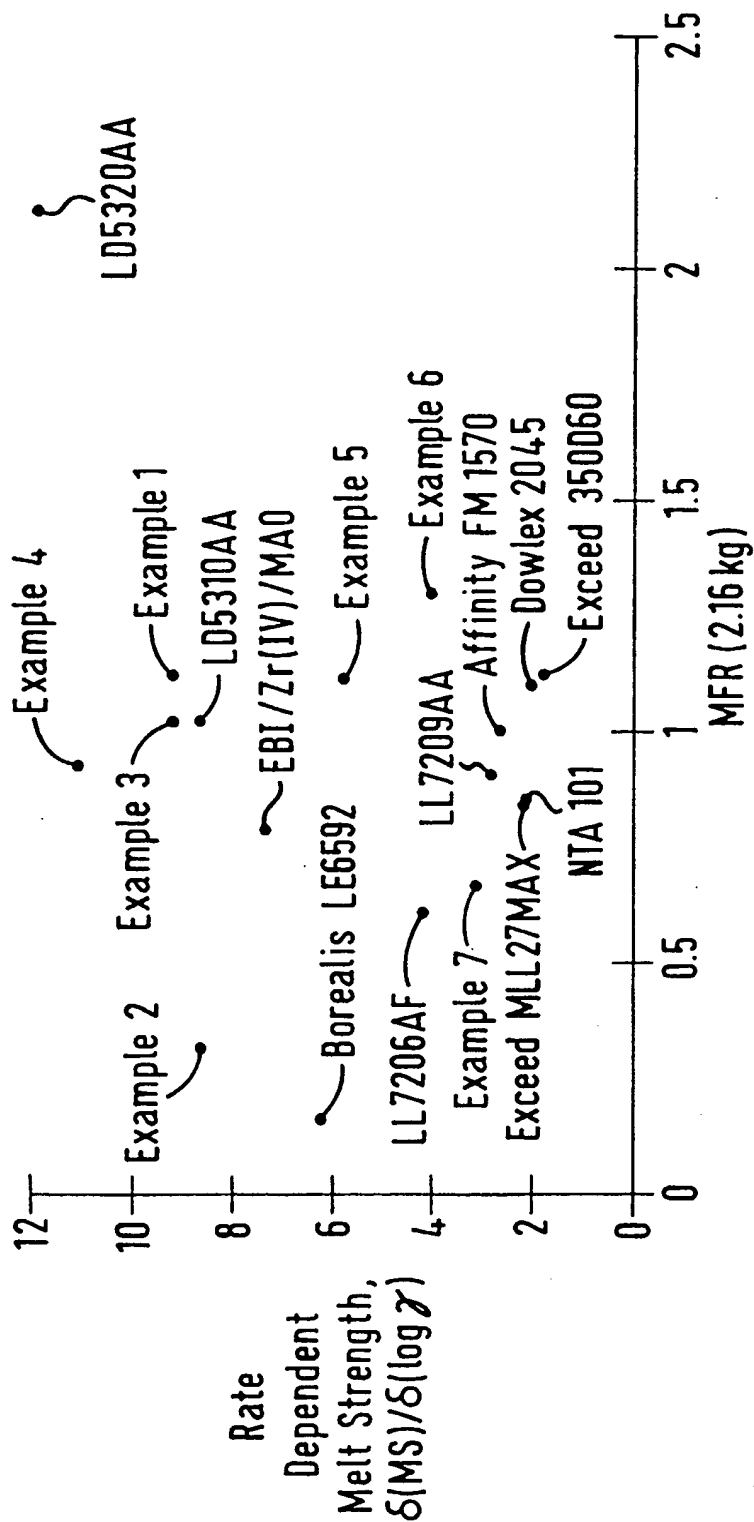 Rate
Dependent
Melt Strength,
δ(MS)/δ(log γ)
12
10
8
6
4
2
0
0
0.5
1
1.5
2
2.5
MFR (2.16 kg)
Example 4
LD5320AA
Example 1
Example 3
LD5310AA
Example 2
EBI/Zr(IV)/MAO
Borealis LE6592
Example 5
Example 6
LL7206AF
LL7209AA
Affinity FM 1570
Example 7
Dowlex 2045
Exceed MLL27MAX
NTA 101
Exceed 350D60